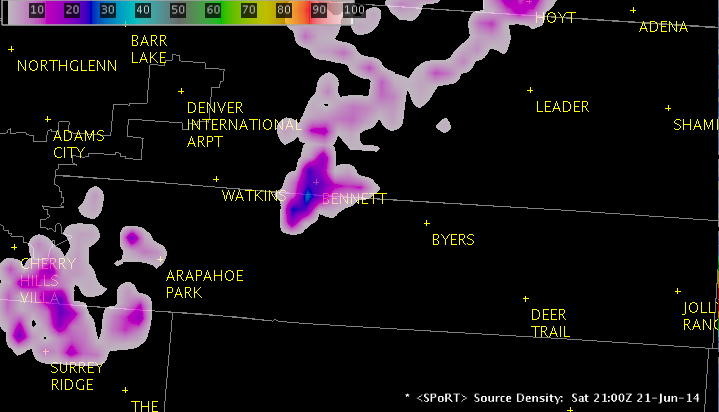 10 20 30 40 50 60 70 80 90 100
HOYT
ADENA
BARR
LAKE
NORTHGLENN
DENVER
INTERNATIONAL
ARPT
LEADER
SHAMI
ADAMS
CITY
WATKINS
BENNETT
BYERS
CHERRY
HILLS
VILLA
ARAPAHOE
PARK
DEER
TRAIL
JOLL
RANC
SURREY
RIDGE
THE
* <SPoRT> Source Density: Sat 21:00Z 21-Jun-14